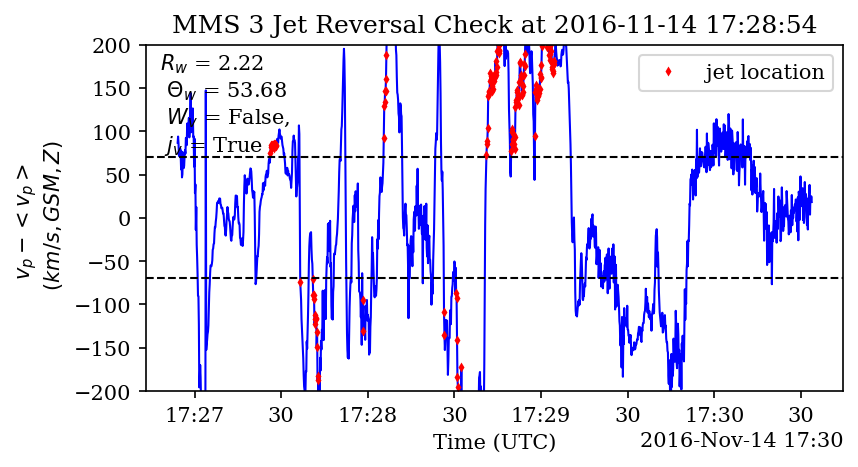 MMS 3 Jet Reversal Check at 2016-11-14 17:28:54
R_w = 2.22
Θ_w = 53.68
W_v = False,
j_v = True
jet location
v_p − <v_p>
(km/s, GSM, Z)
200
150
100
50
0
−50
−100
−150
−200
17:27 30 17:28 30 17:29 30 17:30 30
Time (UTC)
2016-Nov-14 17:30